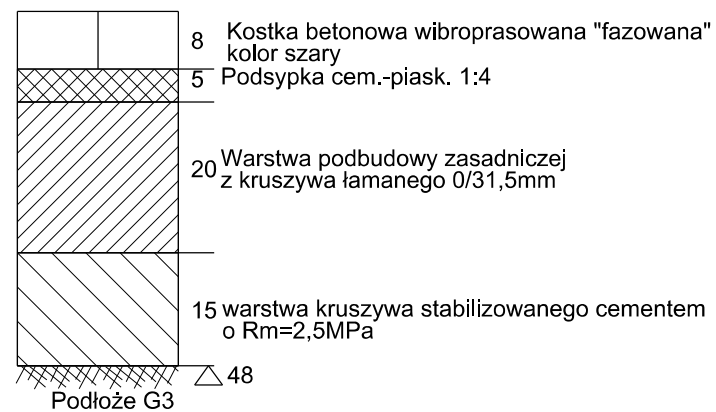 8 Kostka betonowa wibroprasowana "fazowana"
kolor szary
5 Podsypka cem.-piask. 1:4
20 Warstwa podbudowy zasadniczej
z kruszywa łamanego 0/31,5mm
15 warstwa kruszywa stabilizowanego cementem
o Rm=2,5MPa
48
Podłoże G3